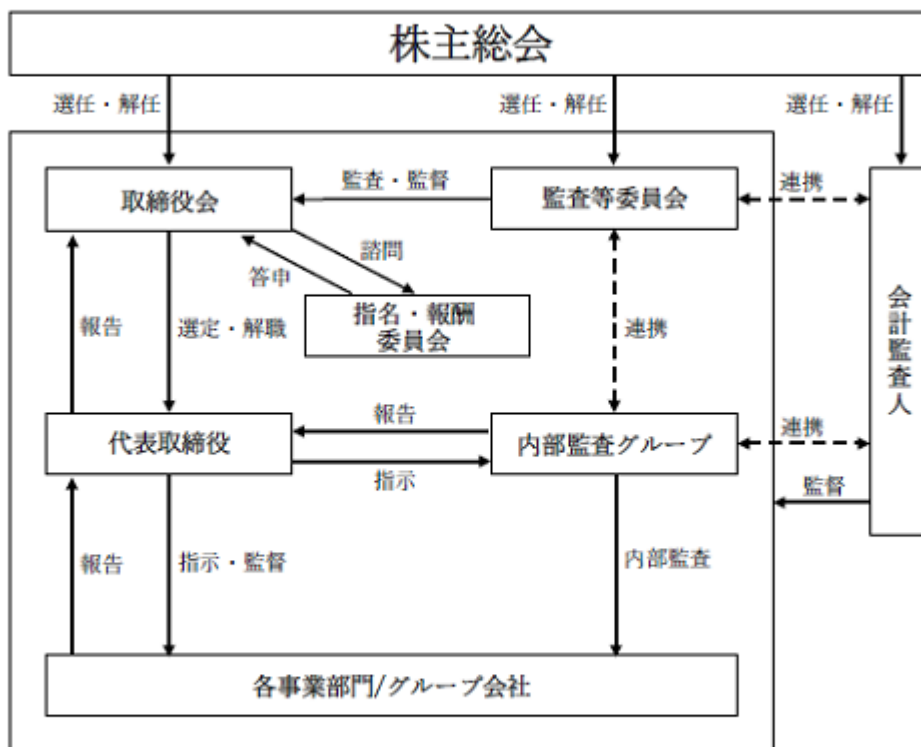 株主総会
選任・解任
選任・解任
選任・解任
取締役会
監査・監督
監査等委員会
連携
諮問
答申
指名・報酬
委員会
会計監査人
報告
選定・解職
連携
代表取締役
報告
指示
内部監査グループ
連携
監督
報告
指示・監督
内部監査
各事業部門/グループ会社